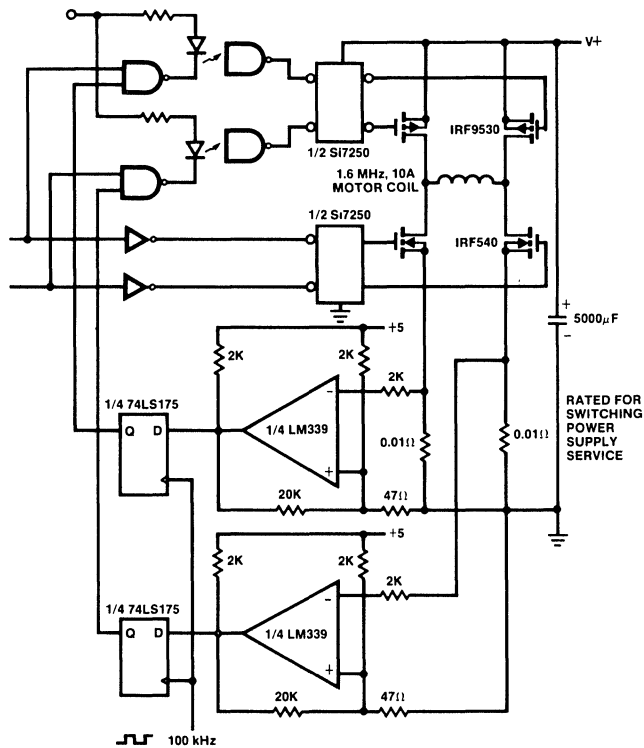 V+
IRF9530
1/2 Si7250
1.6 MHz, 10A
MOTOR COIL
1/2 Si7250
IRF540
+
5000µF
−
+5
2K
2K
2K
1/4 74LS175
−
Q D
1/4 LM339
0.01Ω
0.01Ω
RATED FOR
SWITCHING
POWER
SUPPLY
SERVICE
+
20K
47Ω
+5
2K
2K
2K
1/4 74LS175
−
Q D
1/4 LM339
+
20K
47Ω
100 kHz